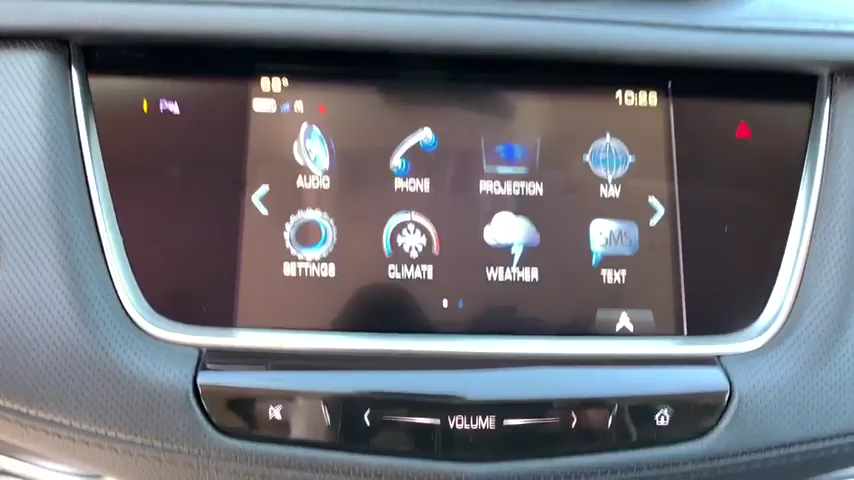 10:26
AUDIO PHONE PROJECTION NAV
SETTINGS CLIMATE WEATHER SMS TEXT
VOLUME